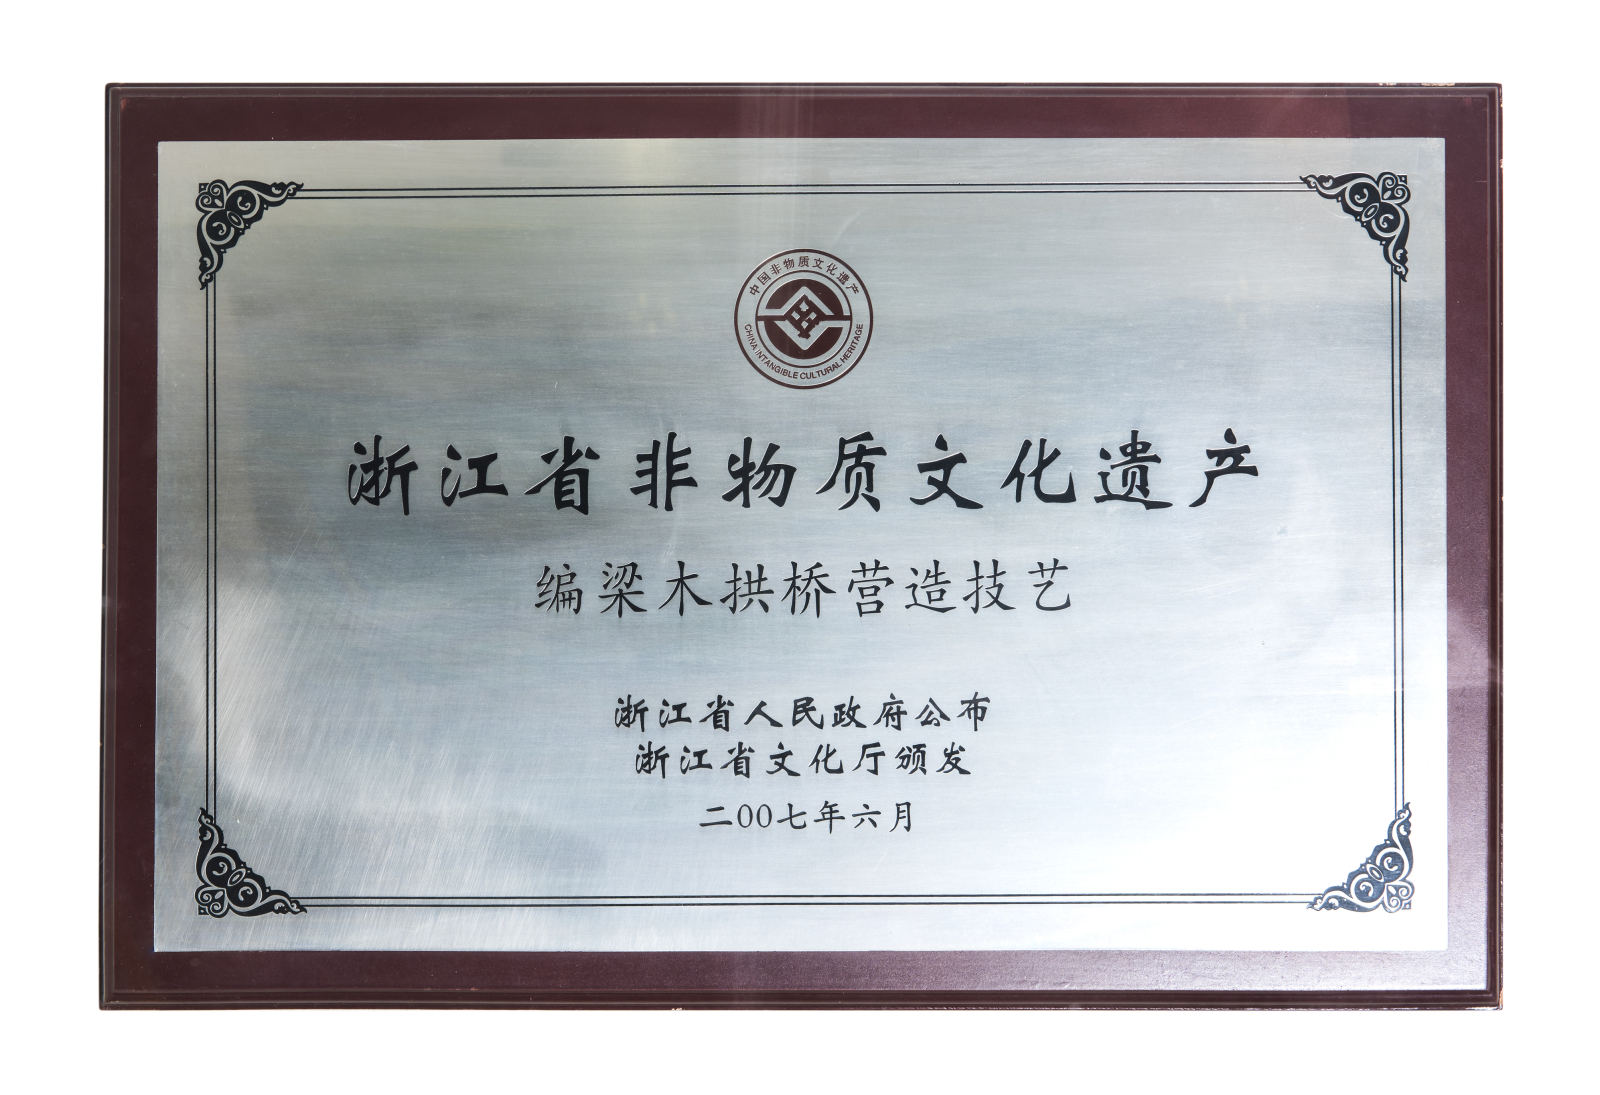 中国非物质文化遗产
CHINA INTANGIBLE CULTURAL HERITAGE
浙江省非物质文化遗产
编梁木拱桥营造技艺
浙江省人民政府公布
浙江省文化厅颁发
二00七年六月